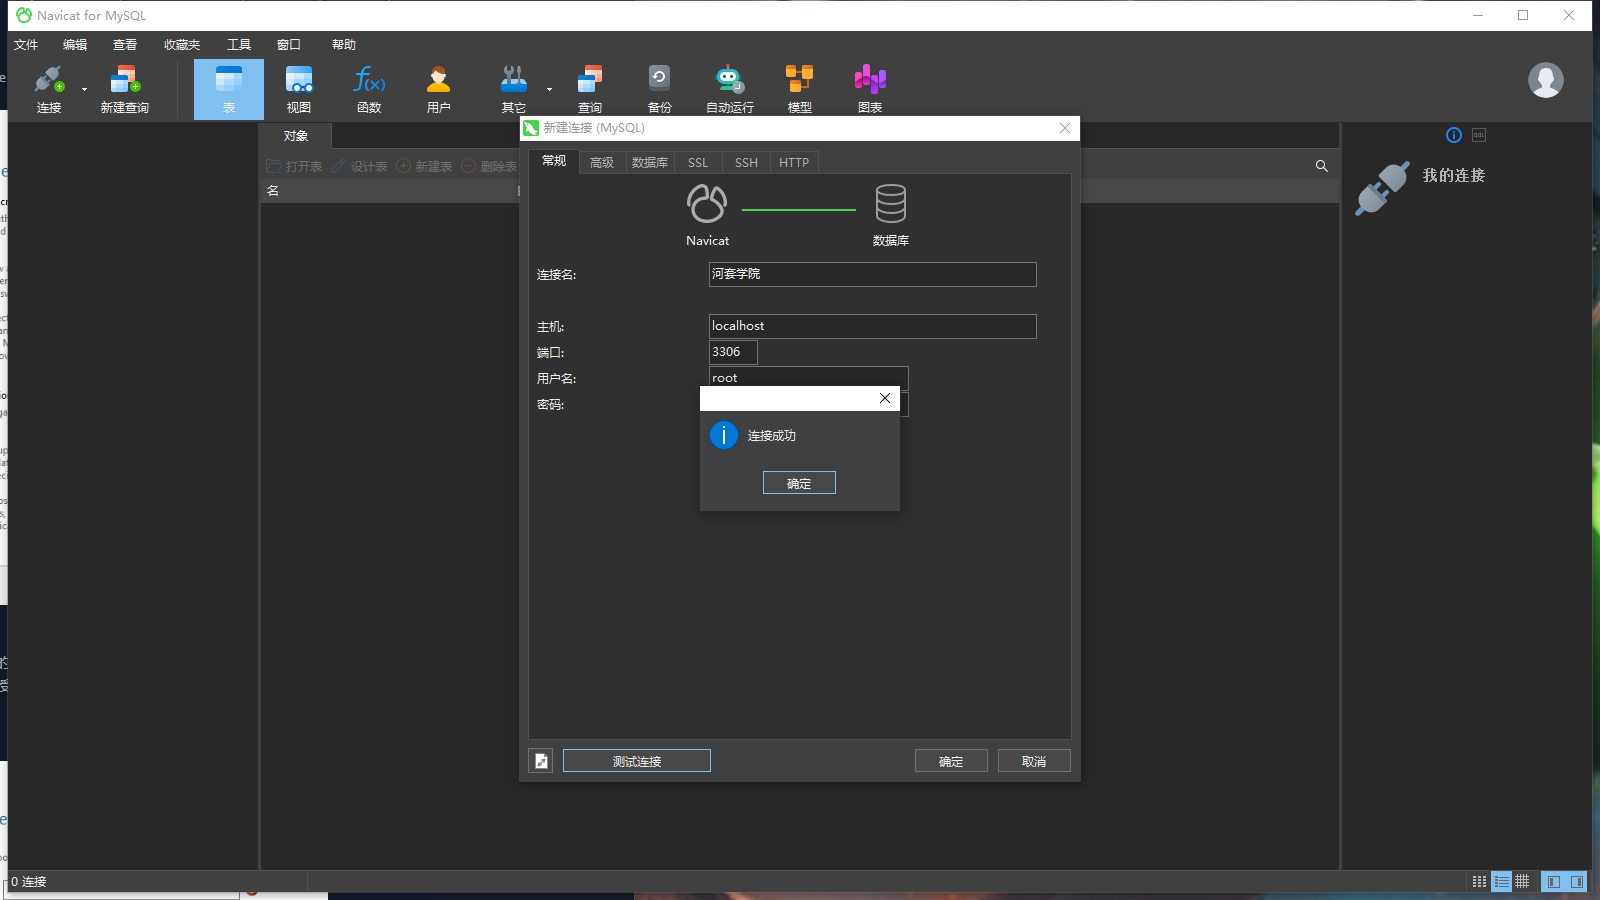 Navicat for MySQL
文件 编辑 查看 收藏夹 工具 窗口 帮助
连接 新建查询 表 视图 函数 用户 其它 查询 备份 自动运行 模型 图表
对象
打开表 设计表 新建表 删除表
名
新建连接 (MySQL)
常规 高级 数据库 SSL SSH HTTP
Navicat 数据库
连接名: 河套学院
主机: localhost
端口: 3306
用户名: root
密码:
连接成功
确定
测试连接 确定 取消
我的连接
0 连接